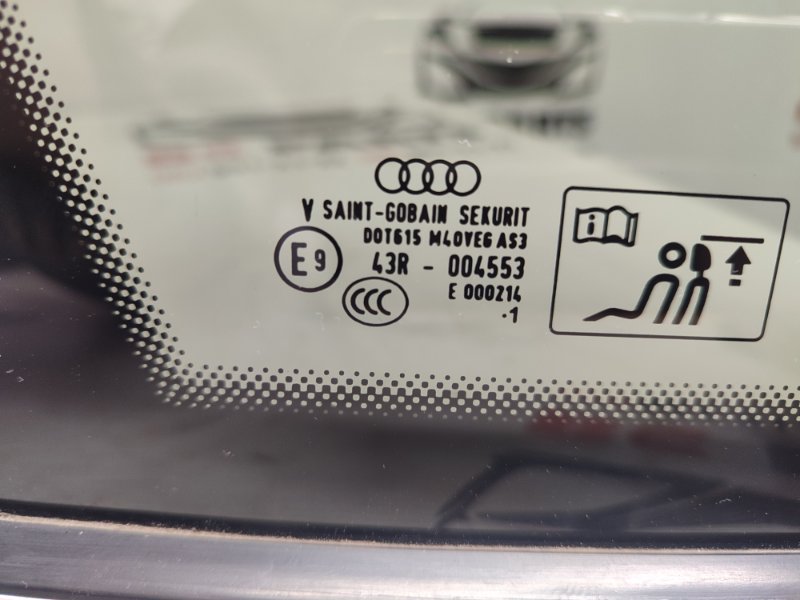 V SAINT-GOBAIN SEKURIT
DOT615 M40VE6 AS3
E9
43R - 004553
CCC
E 000214
·1
i